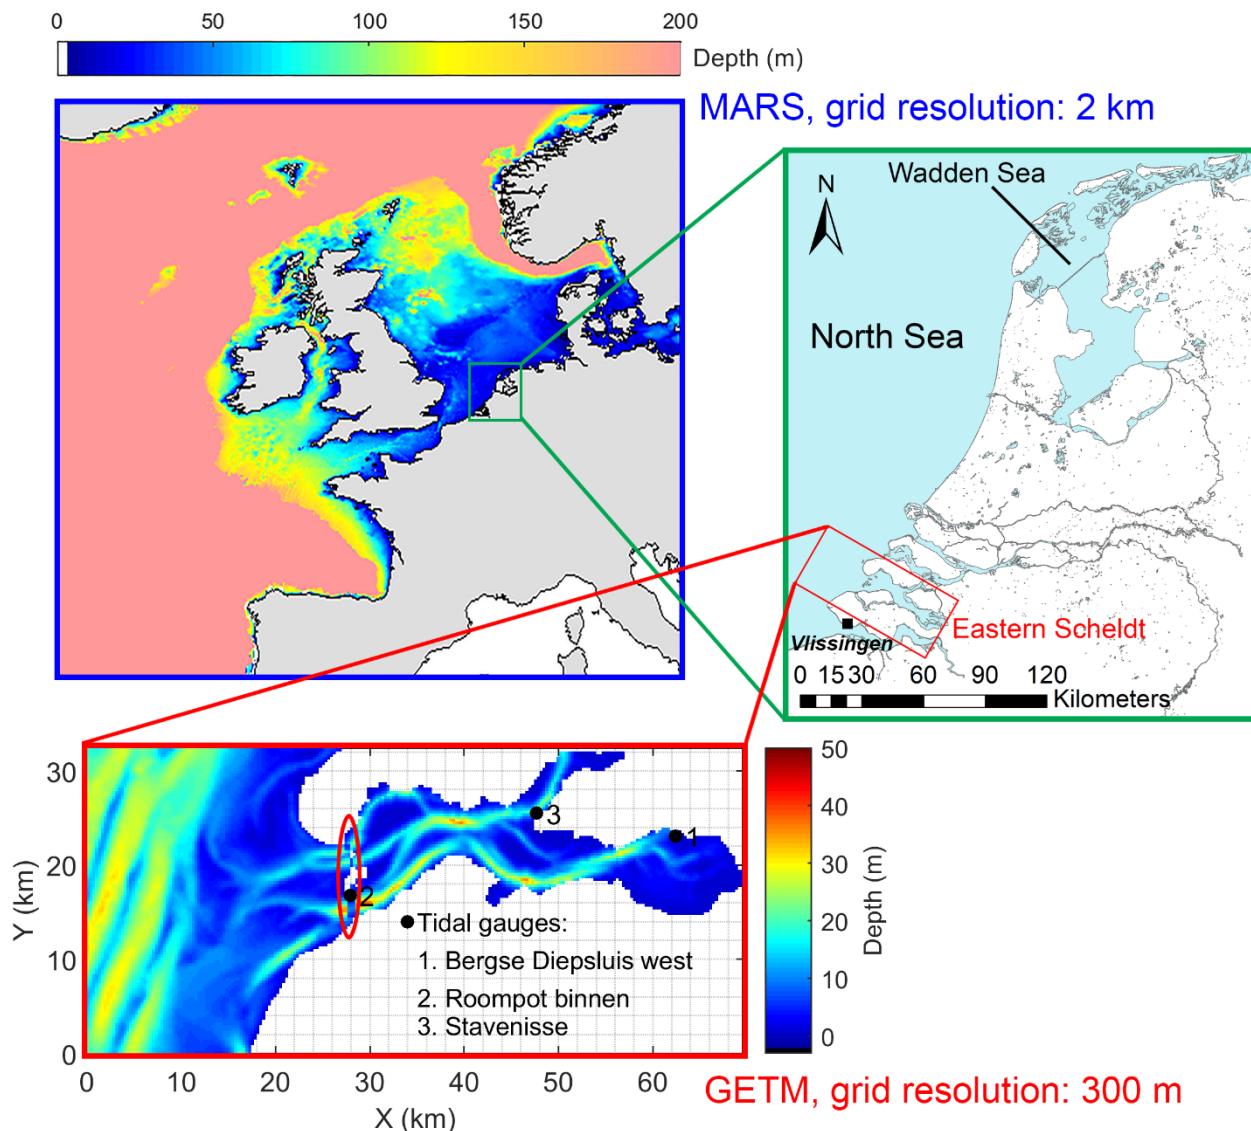 0 50 100 150 200
Depth (m)
MARS, grid resolution: 2 km
Wadden Sea
N
North Sea
Eastern Scheldt
Vlissingen
0 15 30 60 90 120
Kilometers
30
20
10
0
Y (km)
0 10 20 30 40 50 60
X (km)
3
1
2
Tidal gauges:
1. Bergse Diepsluis west
2. Roompot binnen
3. Stavenisse
50
40
30
20
10
0
Depth (m)
GETM, grid resolution: 300 m